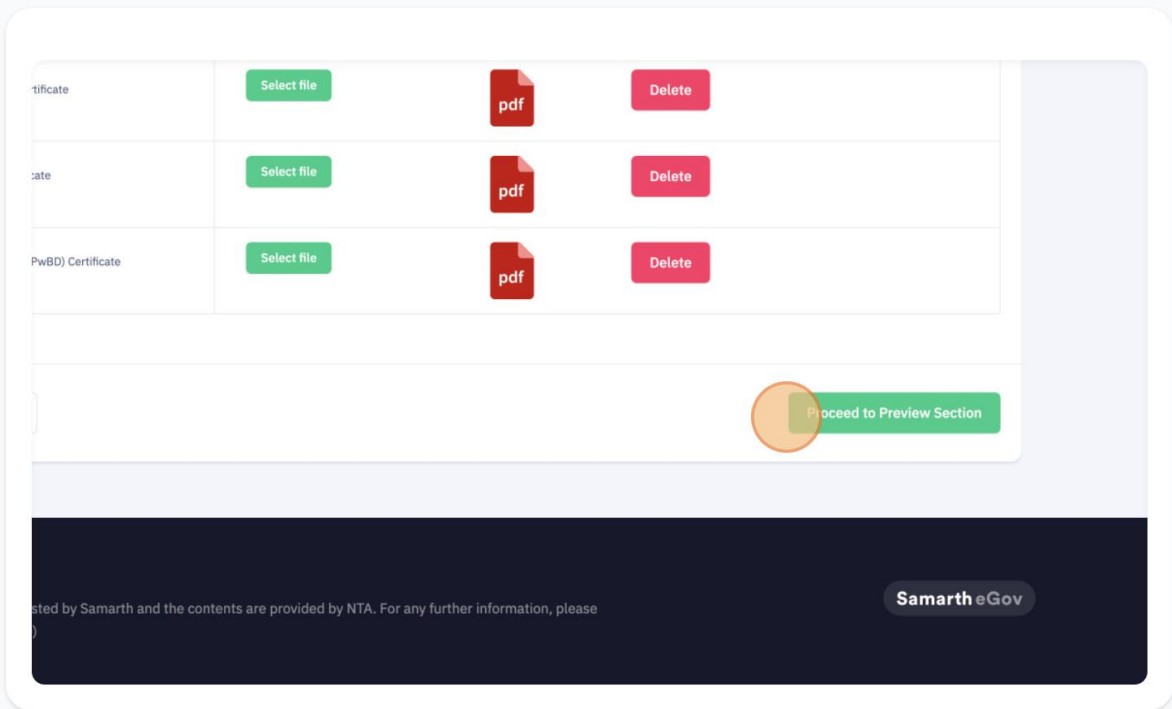 rtificate
Select file
pdf
Delete
cate
Select file
pdf
Delete
PwBD) Certificate
Select file
pdf
Delete
Proceed to Preview Section
sted by Samarth and the contents are provided by NTA. For any further information, please
)
Samarth eGov